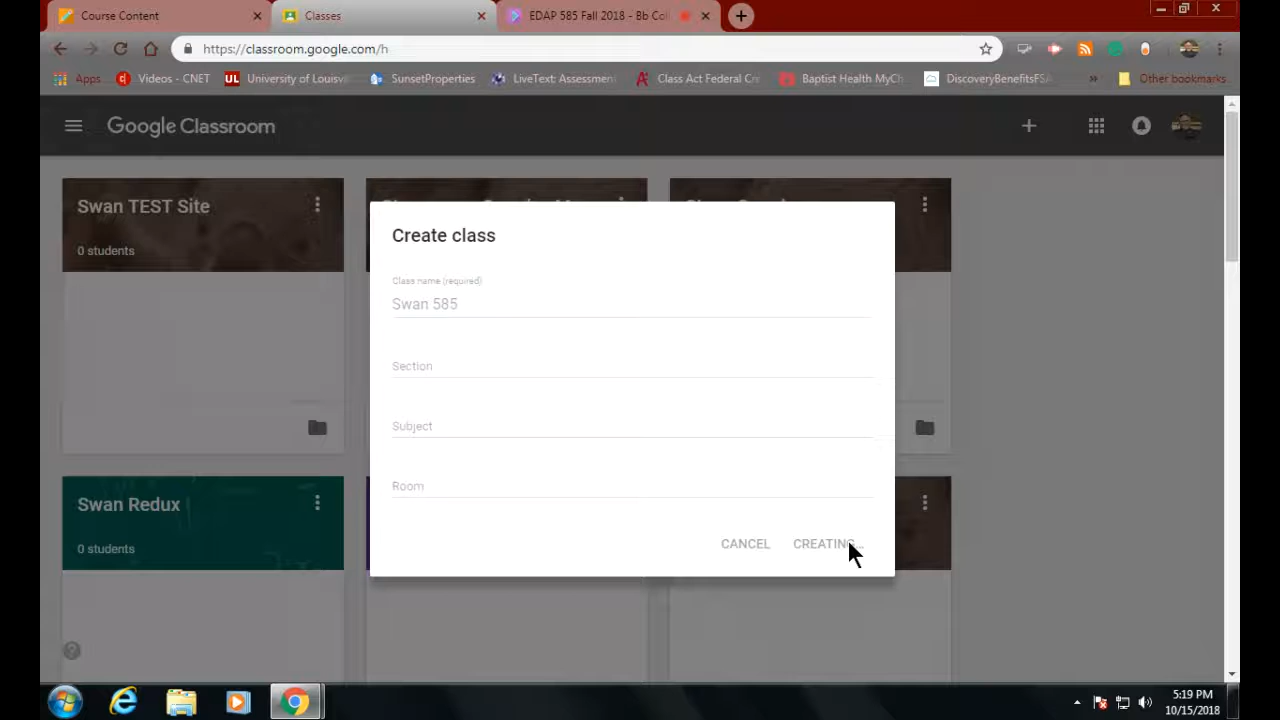 Course Content
Classes
EDAP 585 Fall 2018 - Bb Col
https://classroom.google.com/h
Apps
Videos - CNET
UL University of Louisvi
SunsetProperties
LiveText: Assessment
Class Act Federal Cr
Baptist Health MyCh
DiscoveryBenefitsFSA
»
Other bookmarks
Google Classroom
Swan TEST Site
0 students
Create class
Class name (required)
Swan 585
Section
Subject
Room
CANCEL
CREATING...
Swan Redux
0 students
5:19 PM
10/15/2018